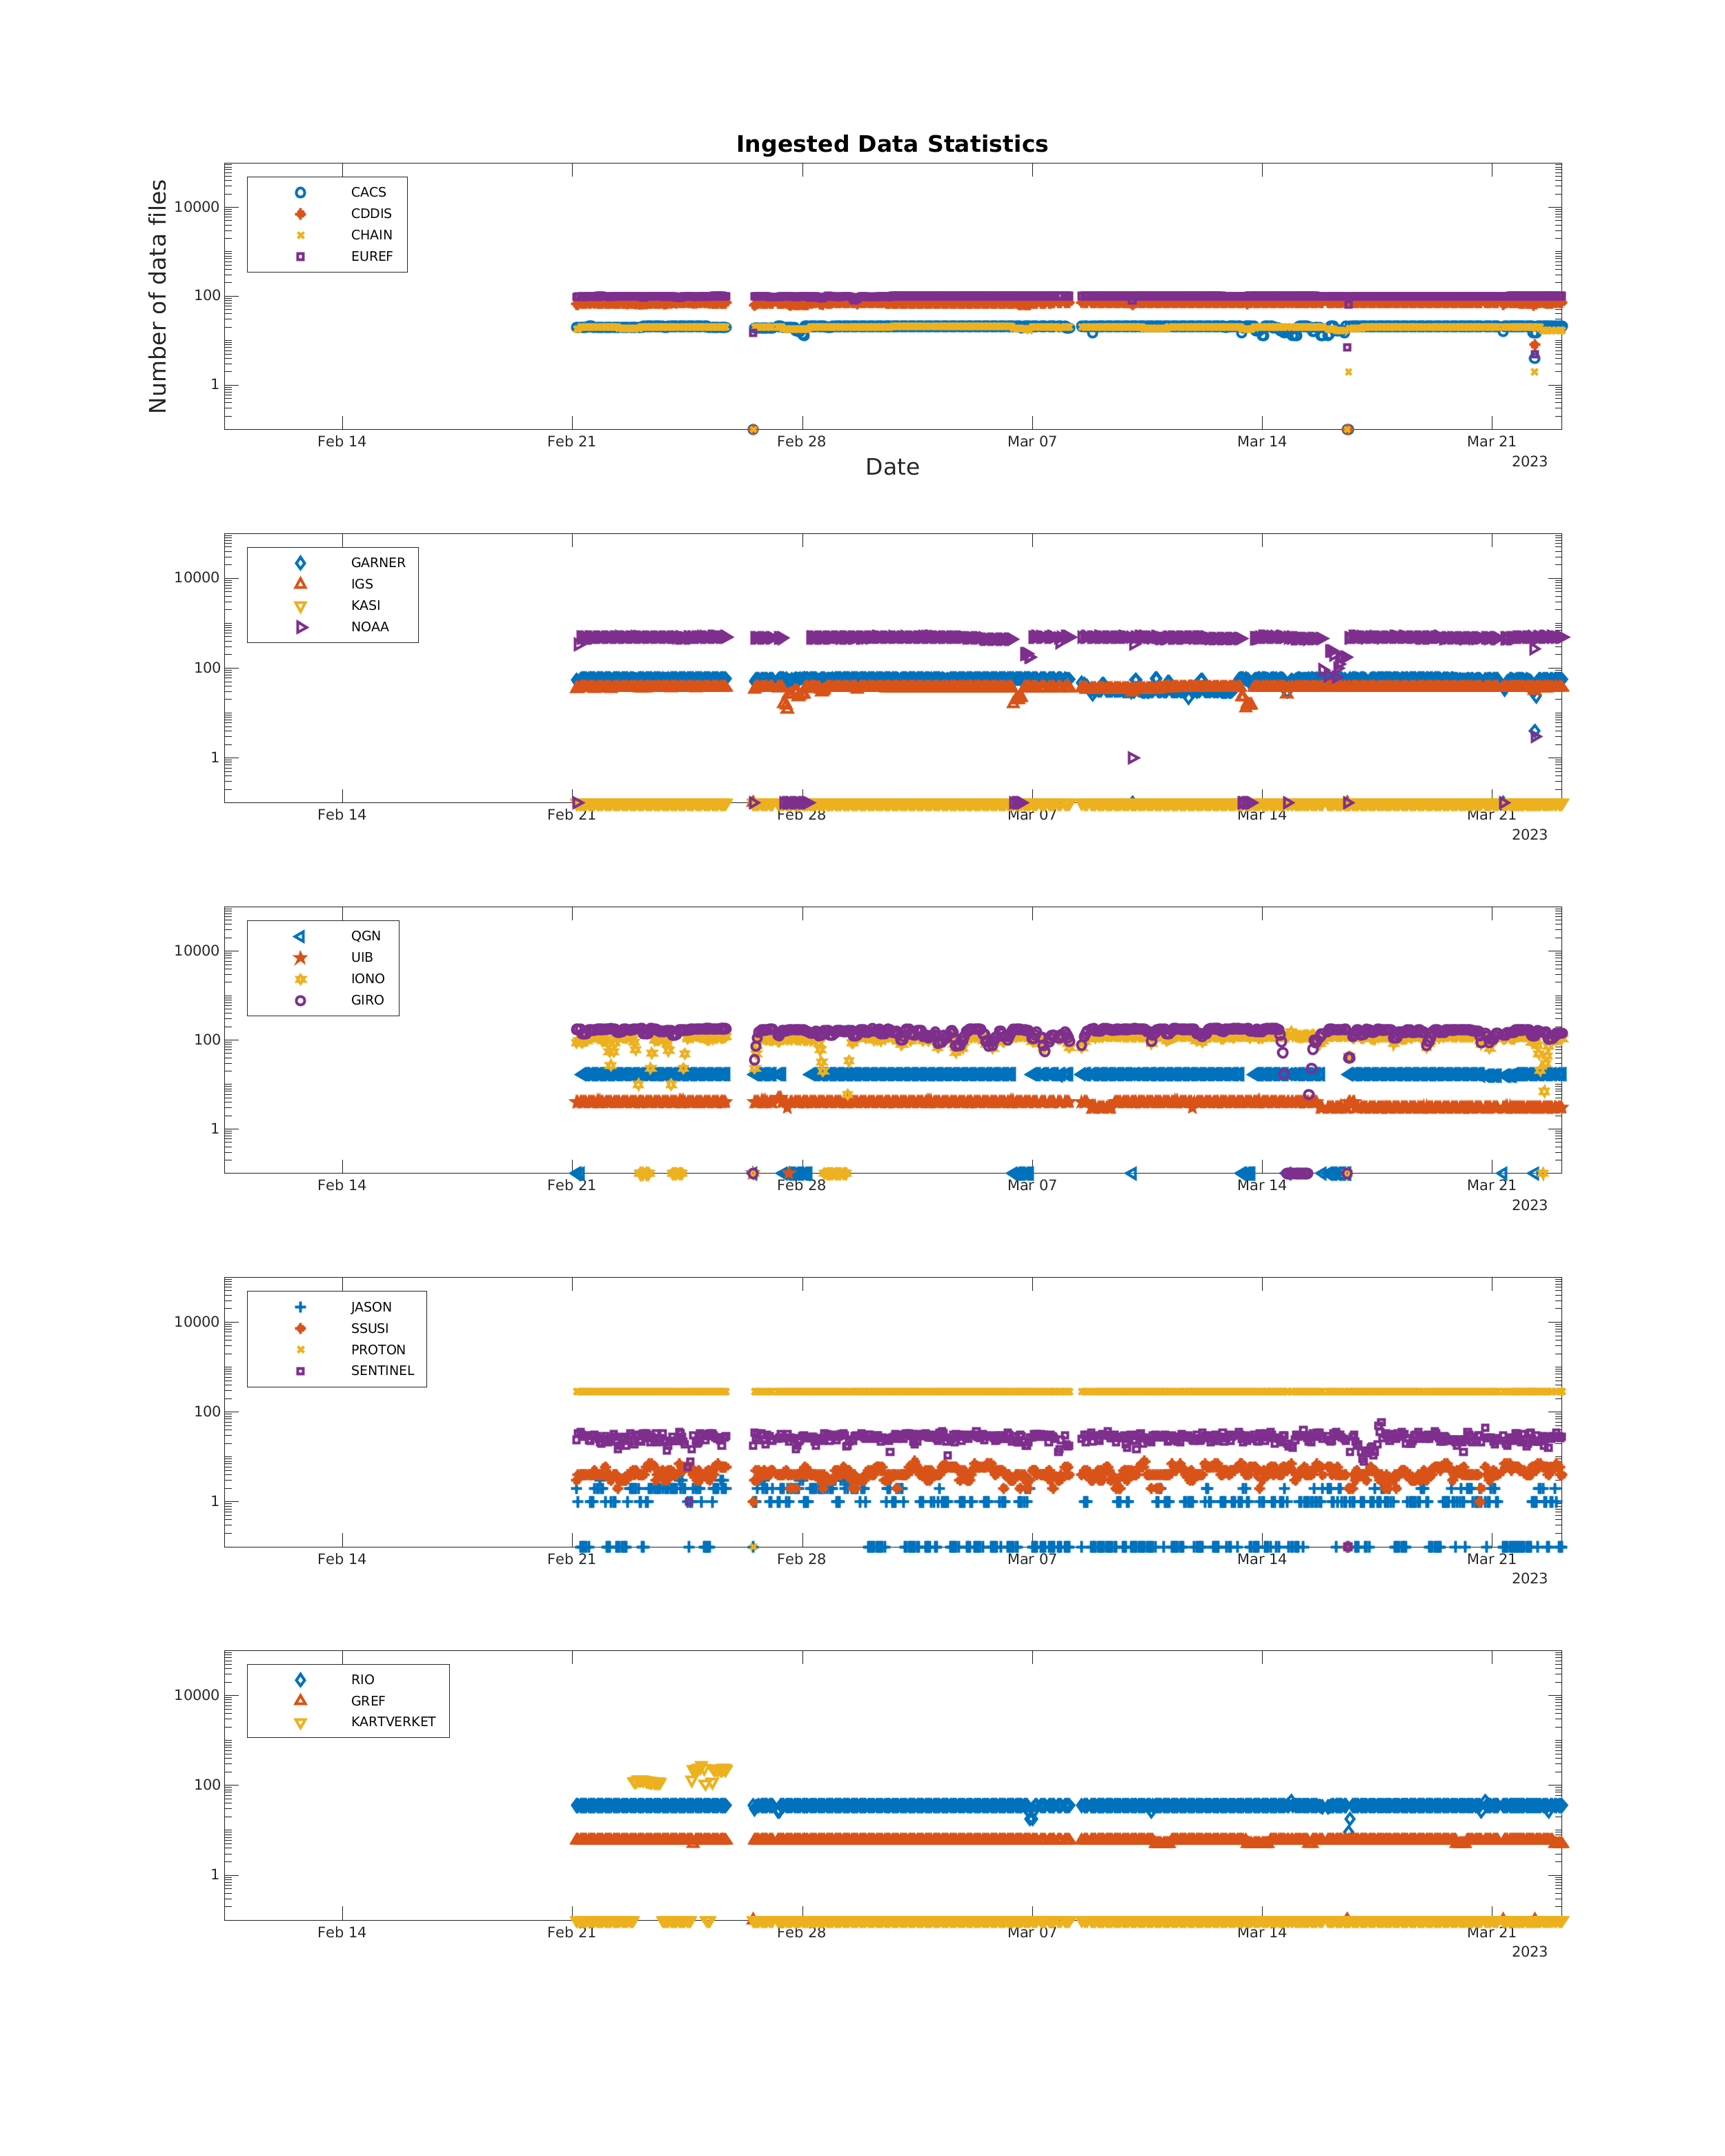 Ingested Data Statistics
Number of data files
10000
100
1
CACS
CDDIS
CHAIN
EUREF
Feb 14 Feb 21 Feb 28 Mar 07 Mar 14 Mar 21
2023
Date
10000
100
1
GARNER
IGS
KASI
NOAA
Feb 14 Feb 21 Feb 28 Mar 07 Mar 14 Mar 21
2023
10000
100
1
QGN
UIB
IONO
GIRO
Feb 14 Feb 21 Feb 28 Mar 07 Mar 14 Mar 21
2023
10000
100
1
JASON
SSUSI
PROTON
SENTINEL
Feb 14 Feb 21 Feb 28 Mar 07 Mar 14 Mar 21
2023
10000
100
1
RIO
GREF
KARTVERKET
Feb 14 Feb 21 Feb 28 Mar 07 Mar 14 Mar 21
2023